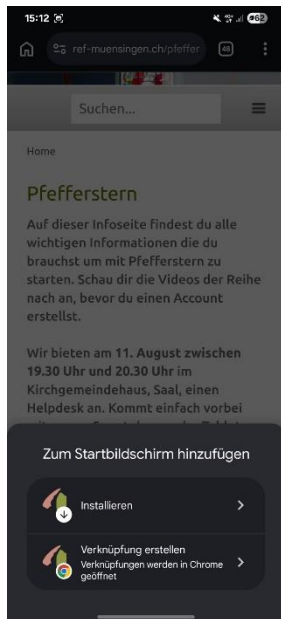 15:12
62
ref-muensingen.ch/pfeffer
Suchen...
Home
Pfefferstern
Auf dieser Infoseite findest du alle
wichtigen Informationen die du
brauchst um mit Pfefferstern zu
starten. Schau dir die Videos der Reihe
nach an, bevor du einen Account
erstellst.
Wir bieten am 11. August zwischen
19.30 Uhr und 20.30 Uhr im
Kirchgemeindehaus, Saal, einen
Helpdesk an. Kommt einfach vorbei
Zum Startbildschirm hinzufügen
Installieren
Verknüpfung erstellen
Verknüpfungen werden in Chrome
geöffnet